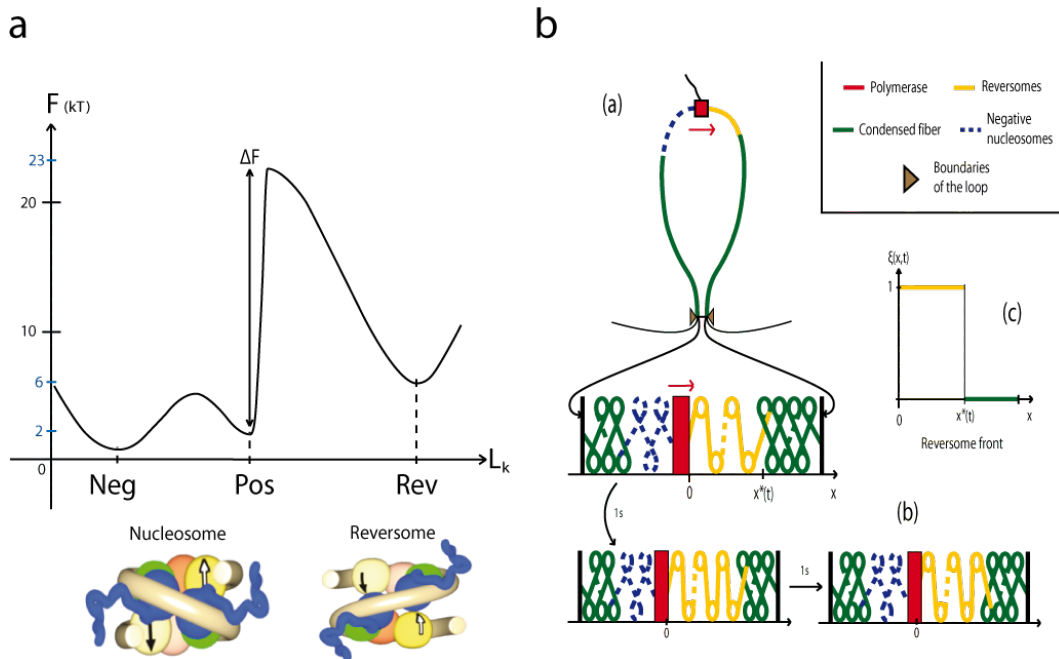 a
F (kT)
23
ΔF
20
10
6
2
0
Neg
Pos
Rev
Lk
Nucleosome
Reversome
b
(a)
Polymerase
Reversomes
Condensed fiber
Negative
nucleosomes
Boundaries
of the loop
ξ(x,t)
1
(c)
0
x*(t)
x
Reversome front
0
x*(t)
x
1s
(b)
1s
0
0